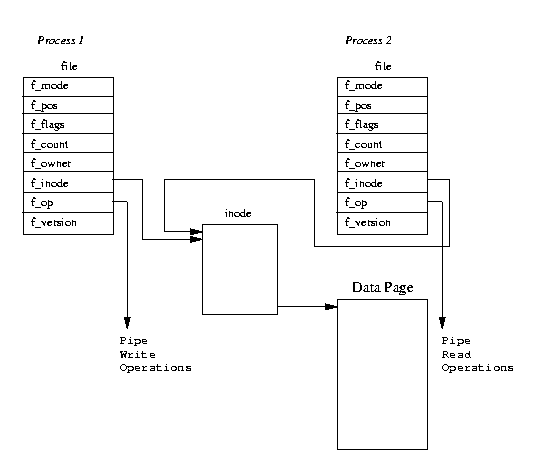 Process 1
Process 2
file
file
f_mode
f_pos
f_flags
f_count
f_owner
f_inode
f_op
f_version
f_mode
f_pos
f_flags
f_count
f_owner
f_inode
f_op
f_version
inode
Data Page
Pipe
Write
Operations
Pipe
Read
Operations